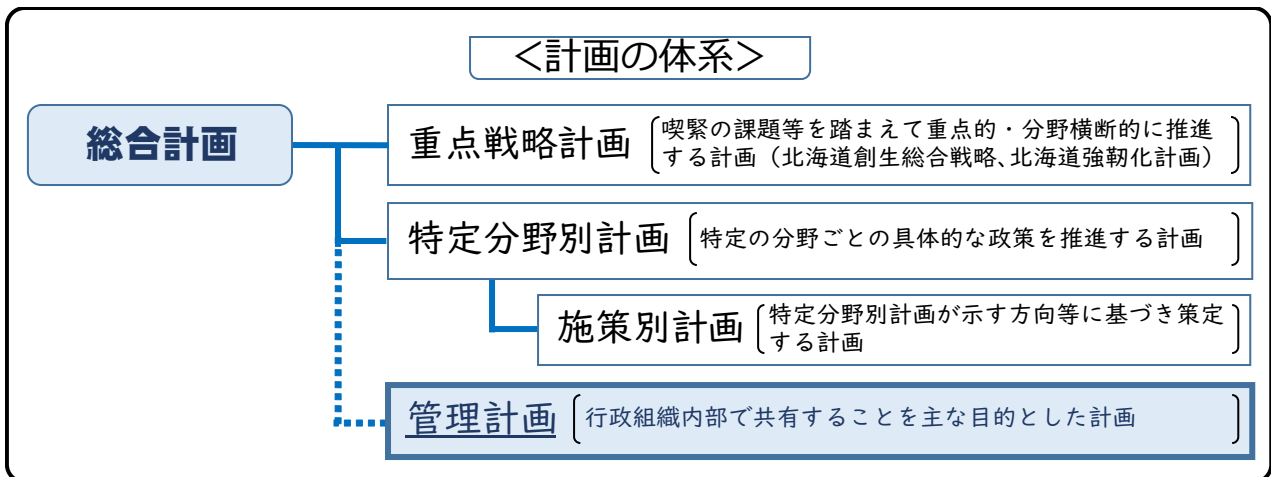 <計画の体系>
総合計画
重点戦略計画
喫緊の課題等を踏まえて重点的・分野横断的に推進
する計画（北海道創生総合戦略、北海道強靭化計画）
特定分野別計画
特定の分野ごとの具体的な政策を推進する計画
施策別計画
特定分野別計画が示す方向等に基づき策定
する計画
管理計画
行政組織内部で共有することを主な目的とした計画